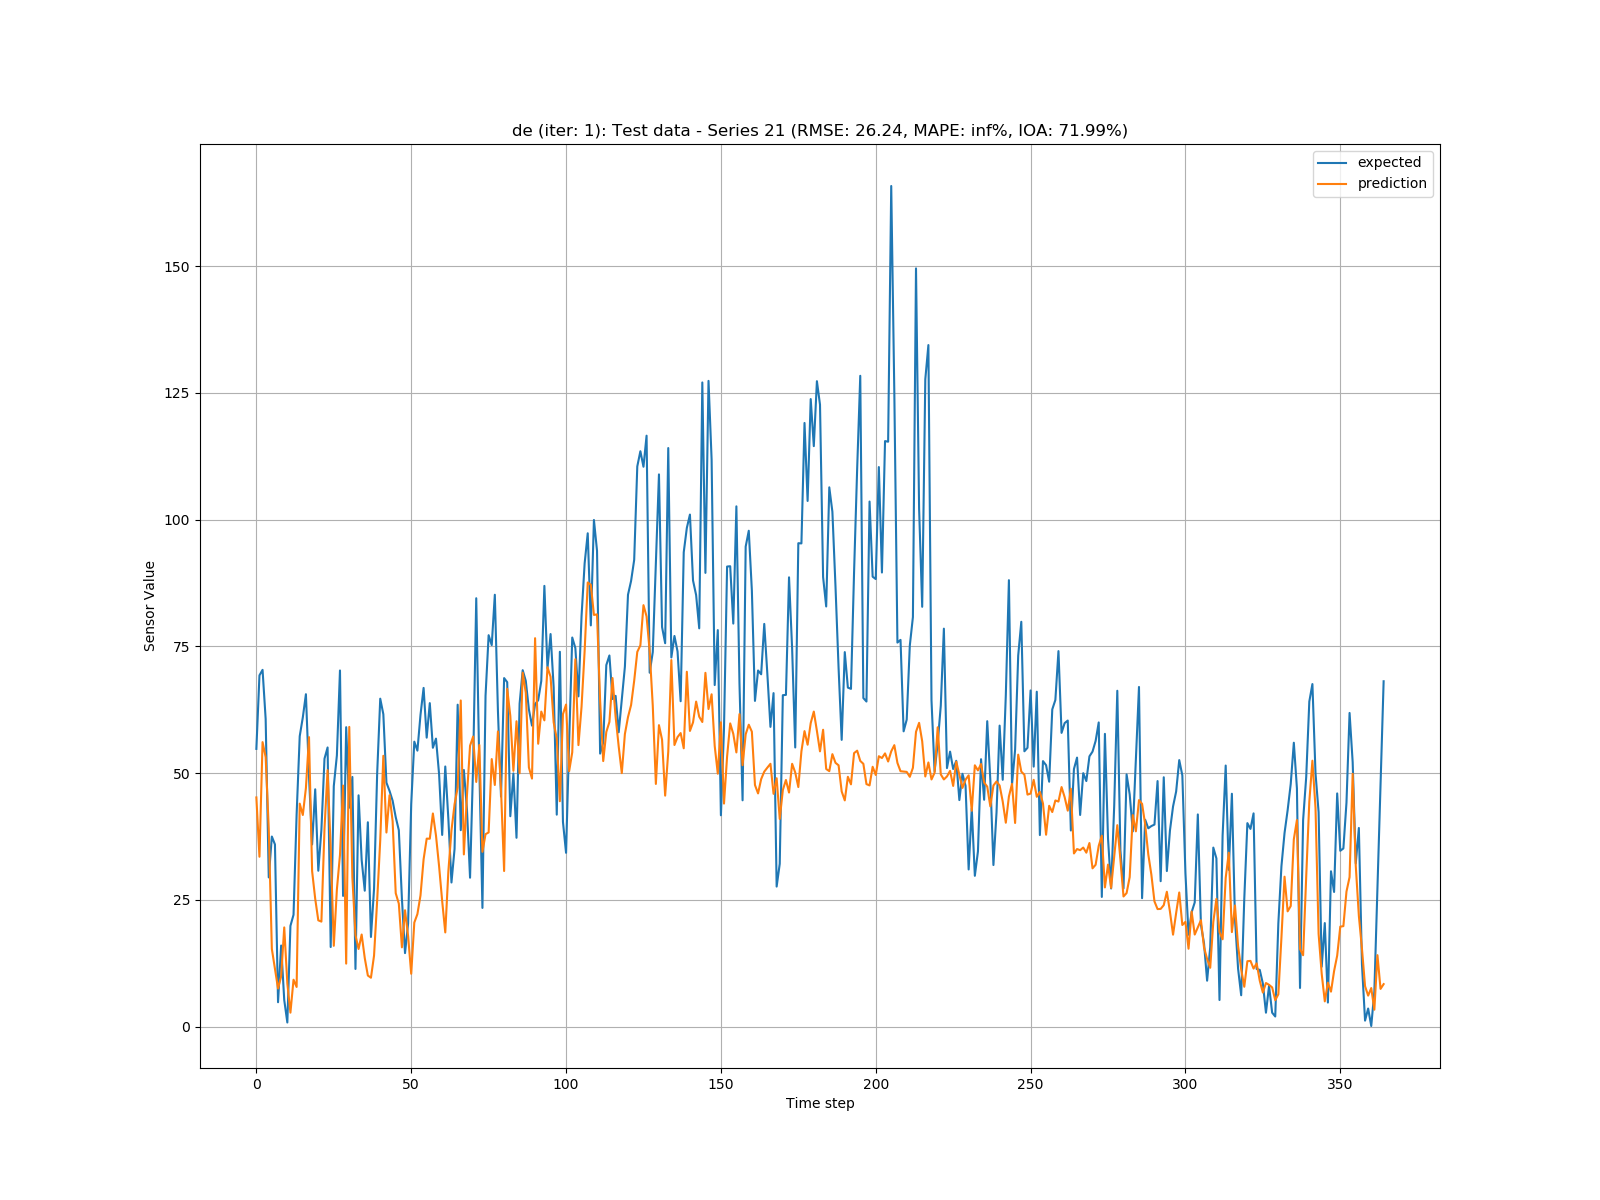 de (iter: 1): Test data - Series 21 (RMSE: 26.24, MAPE: inf%, IOA: 71.99%)
expected
prediction
150
125
100
75
50
25
0
Sensor Value
0 50 100 150 200 250 300 350
Time step